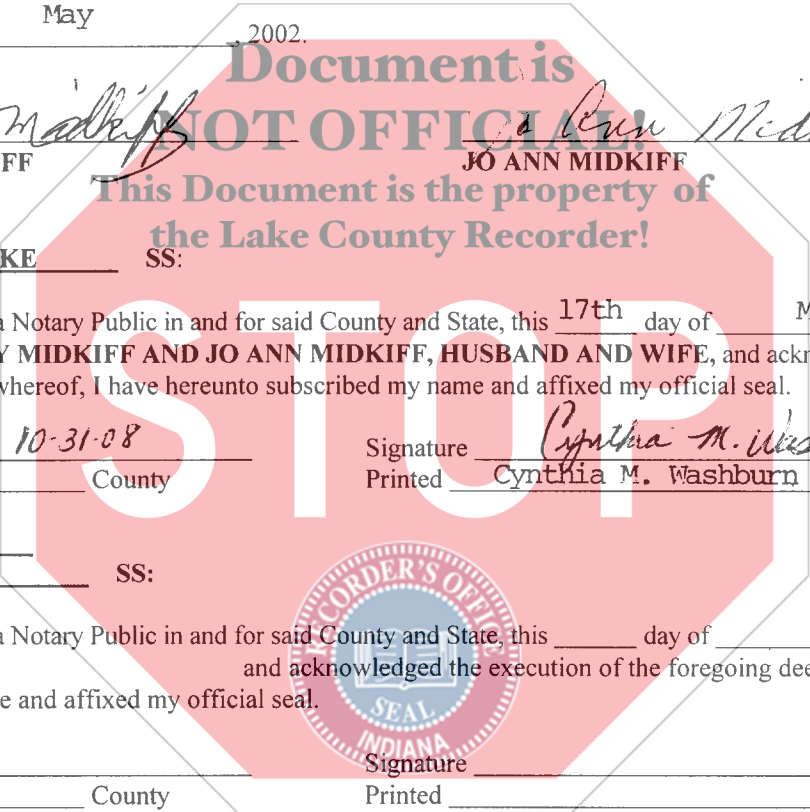 May
, 2002.
Document is
NOT OFFICIAL!
Midkiff Jo Ann
FF JO ANN MIDKIFF
This Document is the property of
the Lake County Recorder!
KE SS:
STOP
a Notary Public in and for said County and State, this 17th day of M
Y MIDKIFF AND JO ANN MIDKIFF, HUSBAND AND WIFE, and ackn
whereof, I have hereunto subscribed my name and affixed my official seal.
10-31-08 Signature Cynthia M. Was
County Printed Cynthia M. Washburn
SS:
RECORDER'S OFFICE
SEAL
INDIANA
a Notary Public in and for said County and State, this day of
and acknowledged the execution of the foregoing dee
e and affixed my official seal.
Signature
County Printed